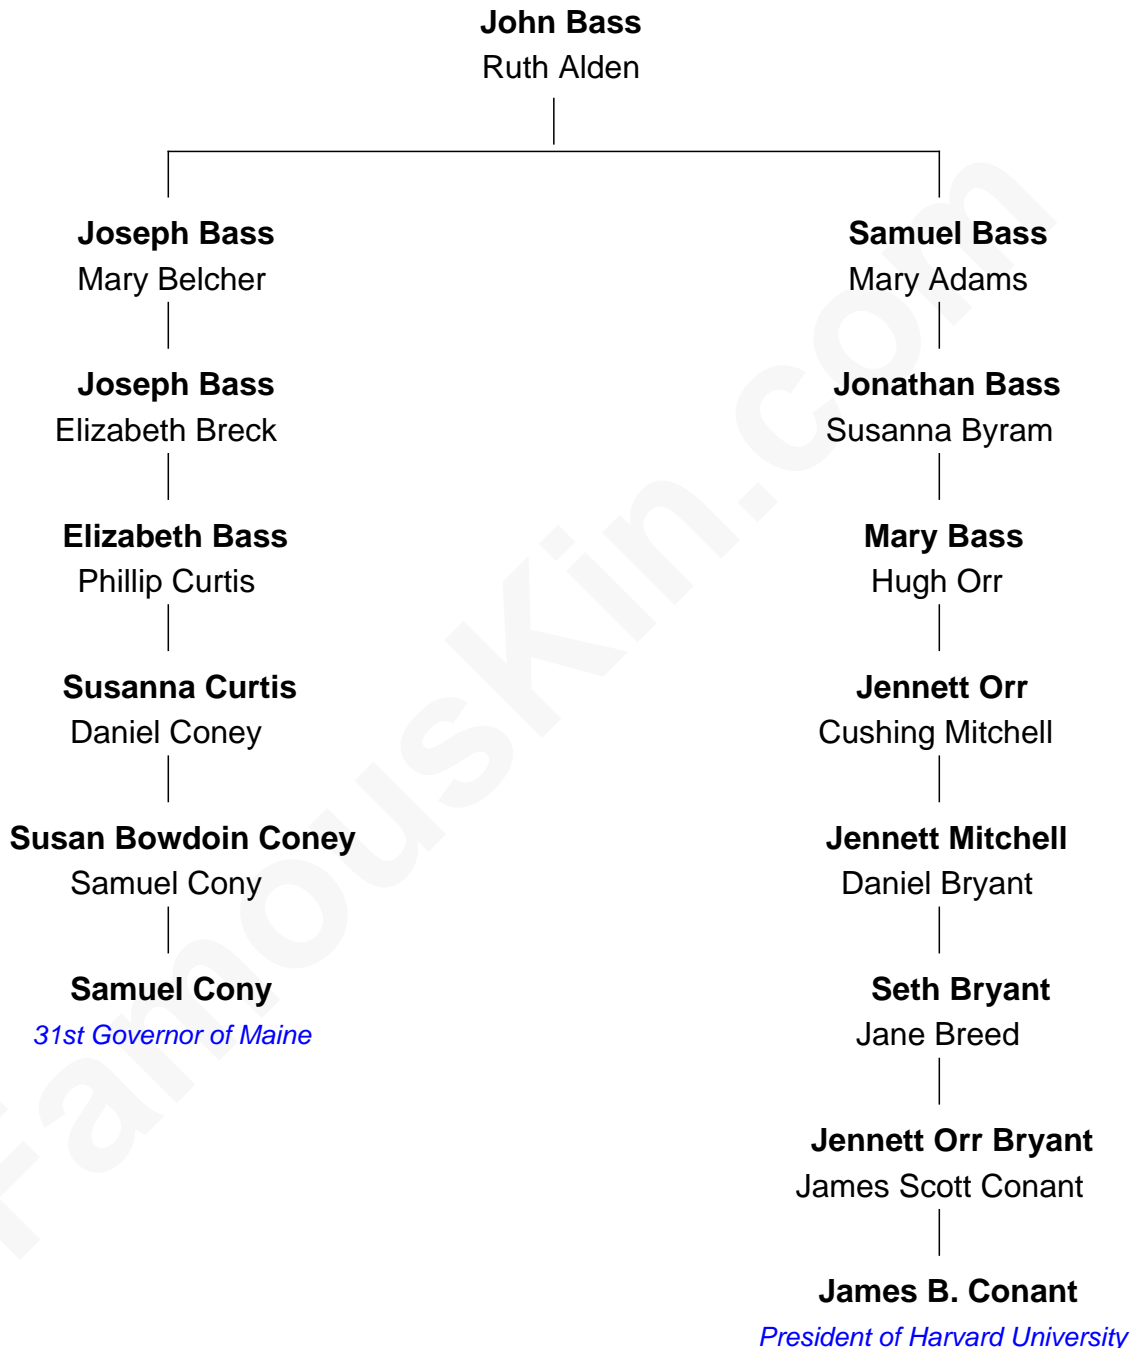 John Bass
Ruth Alden
Joseph Bass
Mary Belcher
Samuel Bass
Mary Adams
Joseph Bass
Elizabeth Breck
Jonathan Bass
Susanna Byram
Elizabeth Bass
Phillip Curtis
Mary Bass
Hugh Orr
Susanna Curtis
Daniel Coney
Jennett Orr
Cushing Mitchell
Susan Bowdoin Coney
Samuel Cony
Jennett Mitchell
Daniel Bryant
Samuel Cony
31st Governor of Maine
Seth Bryant
Jane Breed
Jennett Orr Bryant
James Scott Conant
James B. Conant
President of Harvard University
FamousKin.com